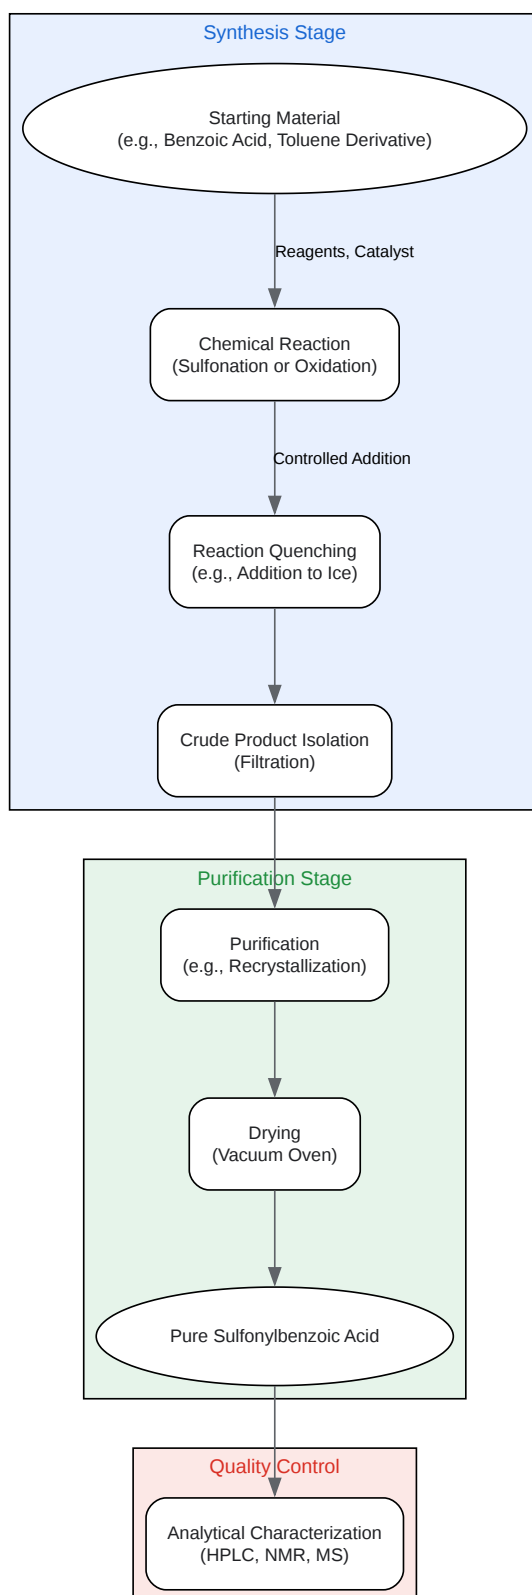 Synthesis Stage
Starting Material
(e.g., Benzoic Acid, Toluene Derivative)
Reagents, Catalyst
Chemical Reaction
(Sulfonation or Oxidation)
Controlled Addition
Reaction Quenching
(e.g., Addition to Ice)
Crude Product Isolation
(Filtration)
Purification Stage
Purification
(e.g., Recrystallization)
Drying
(Vacuum Oven)
Pure Sulfonylbenzoic Acid
Quality Control
Analytical Characterization
(HPLC, NMR, MS)